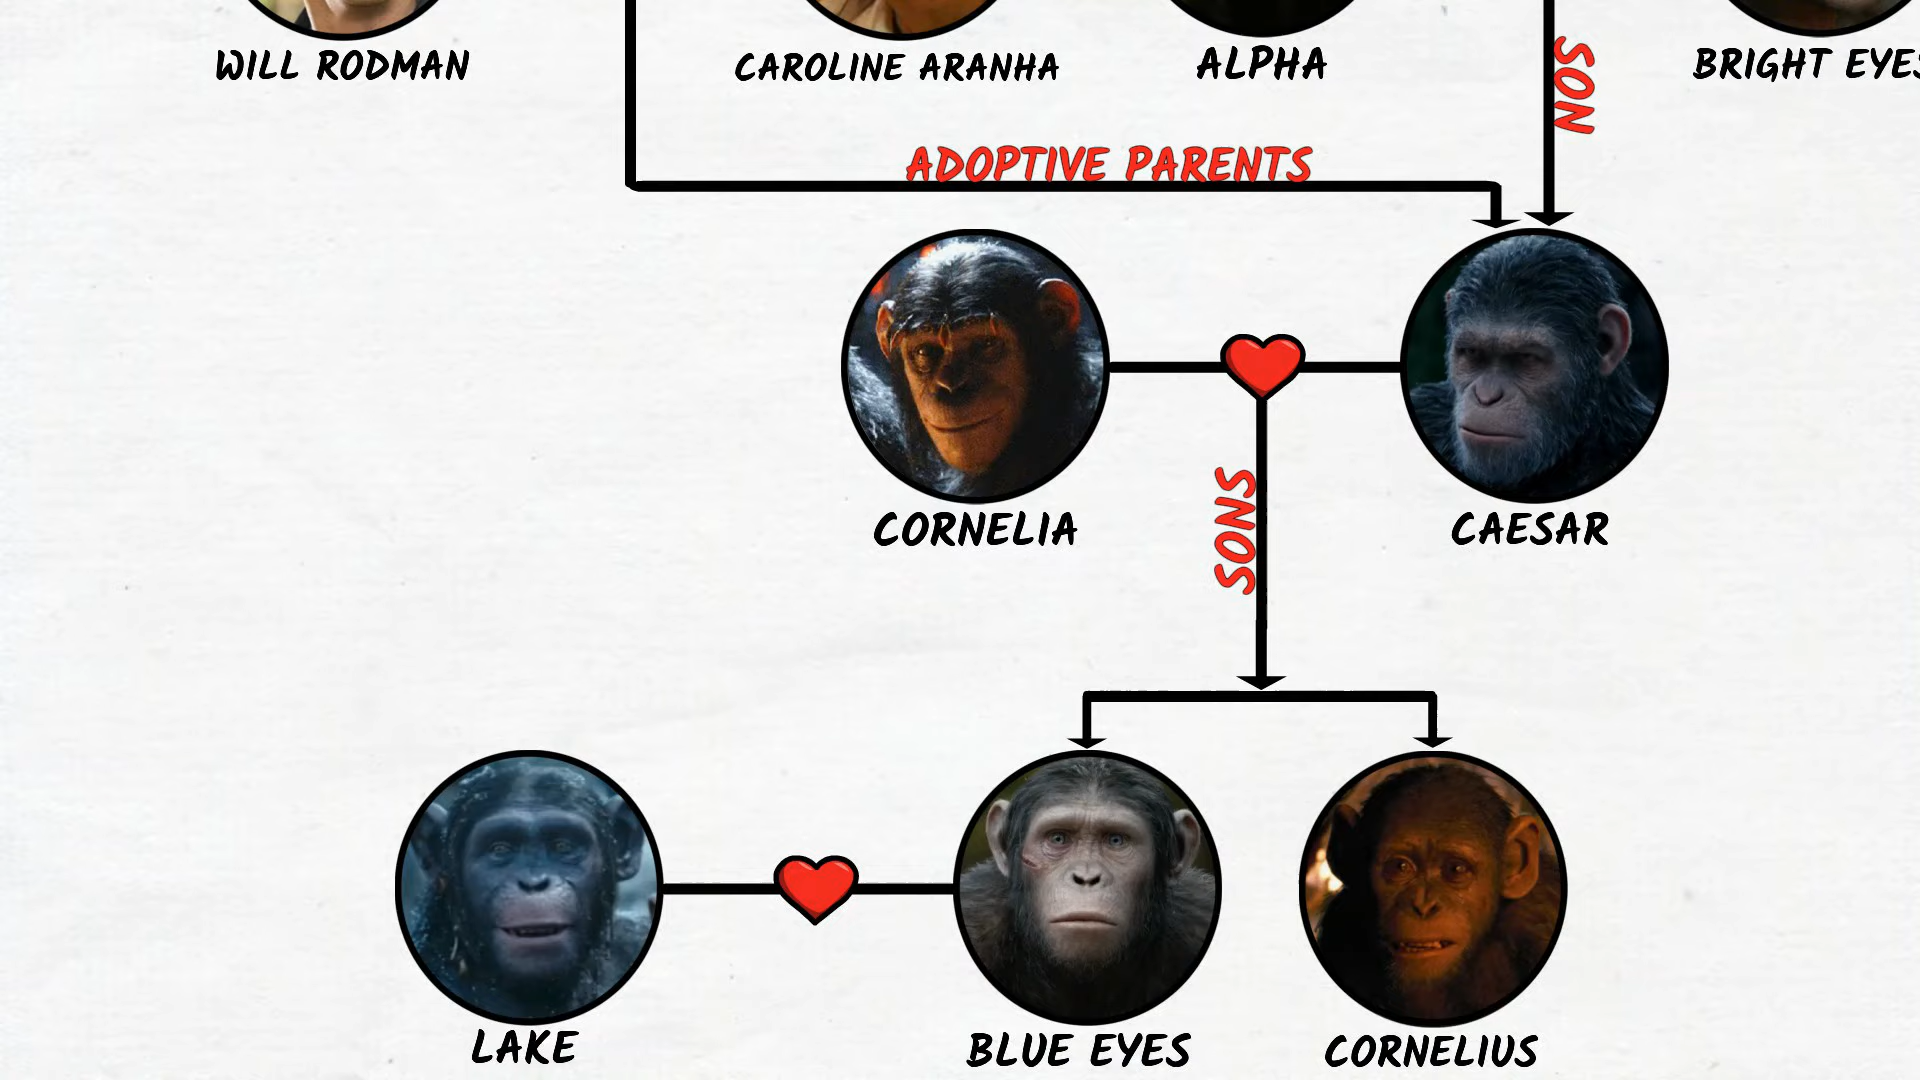 WILL RODMAN
CAROLINE ARANHA
ALPHA
BRIGHT EYES
SON
ADOPTIVE PARENTS
CORNELIA
CAESAR
SONS
LAKE
BLUE EYES
CORNELIUS